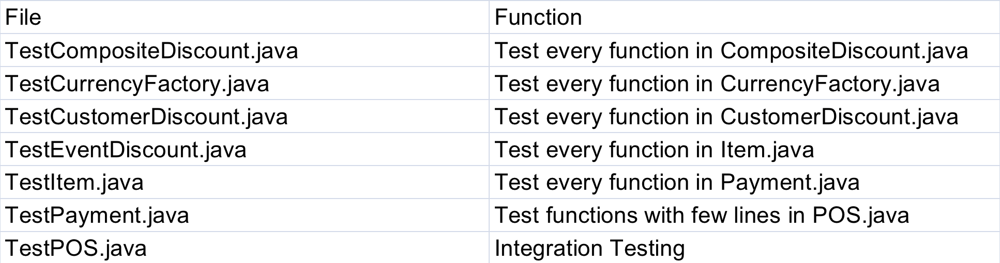 File Function
TestCompositeDiscount.java Test every function in CompositeDiscount.java
TestCurrencyFactory.java Test every function in CurrencyFactory.java
TestCustomerDiscount.java Test every function in CustomerDiscount.java
TestEventDiscount.java Test every function in Item.java
TestItem.java Test every function in Payment.java
TestPayment.java Test functions with few lines in POS.java
TestPOS.java Integration Testing